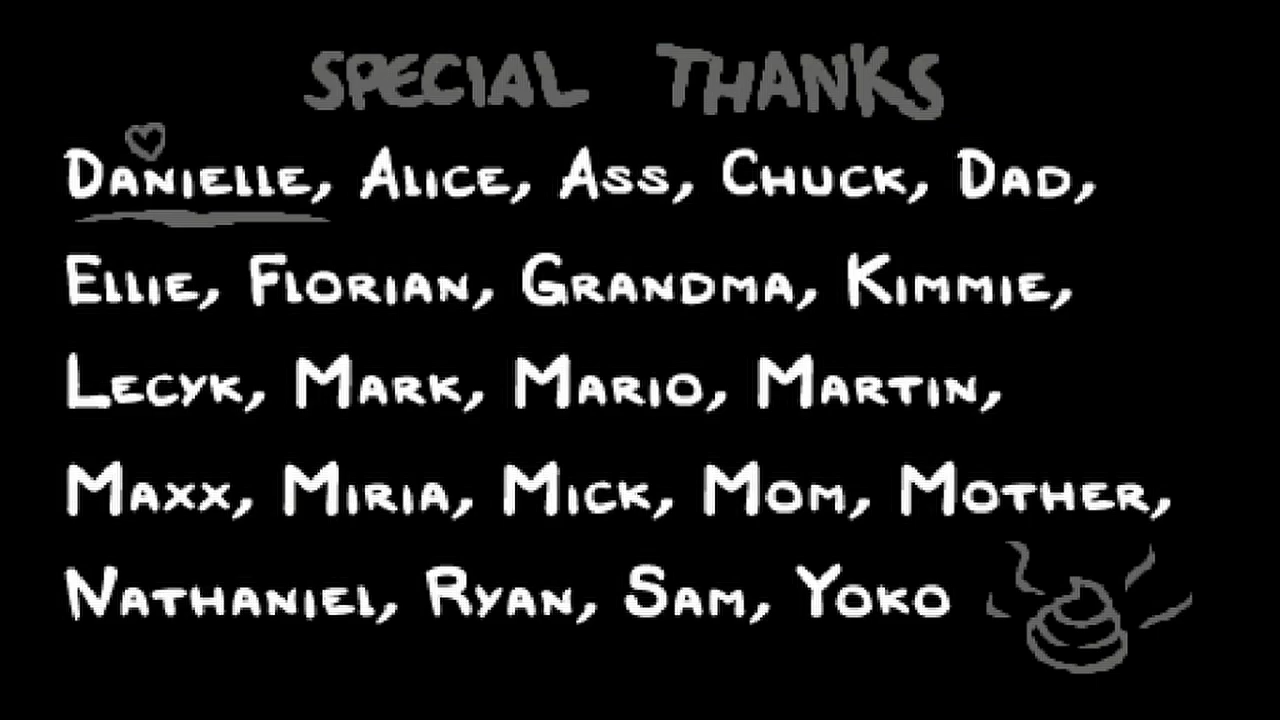 SPECIAL THANKS
DANIELLE, ALICE, ASS, CHUCK, DAD,
ELLIE, FLORIAN, GRANDMA, KIMMIE,
LECYK, MARK, MARIO, MARTIN,
MAXX, MIRIA, MICK, MOM, MOTHER,
NATHANIEL, RYAN, SAM, YOKO